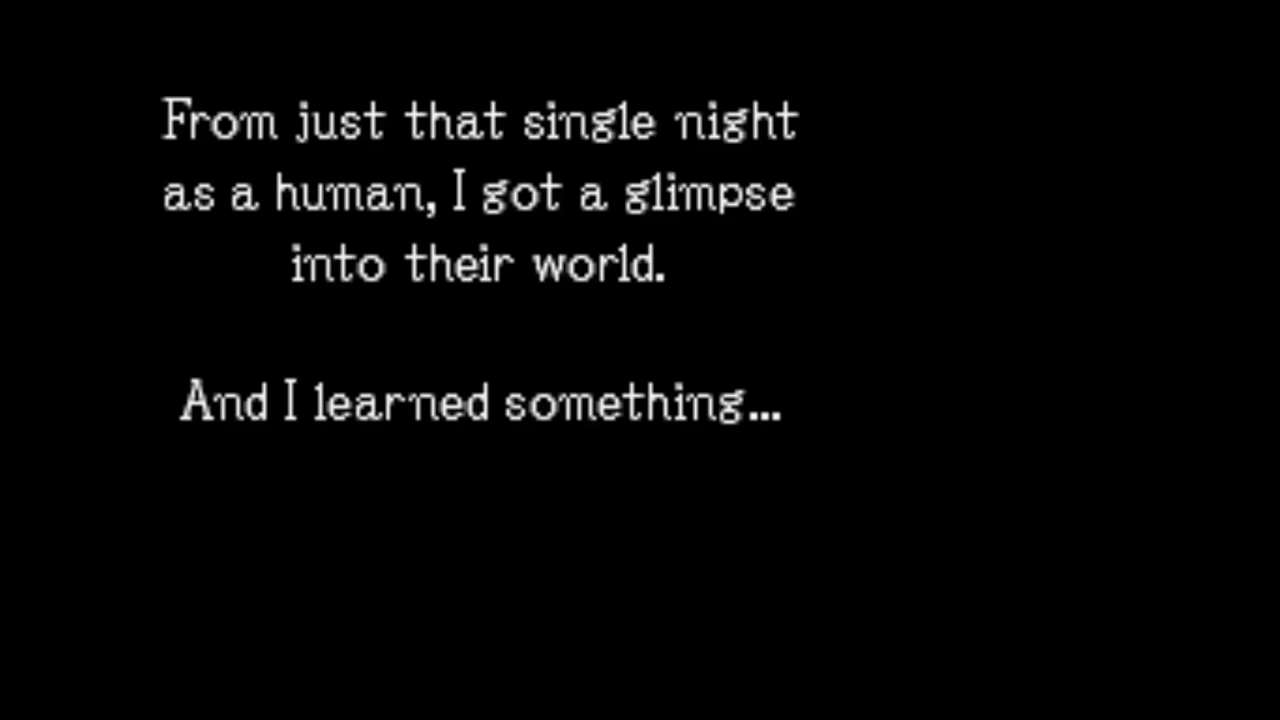 From just that single night
as a human, I got a glimpse
into their world.
And I learned something...